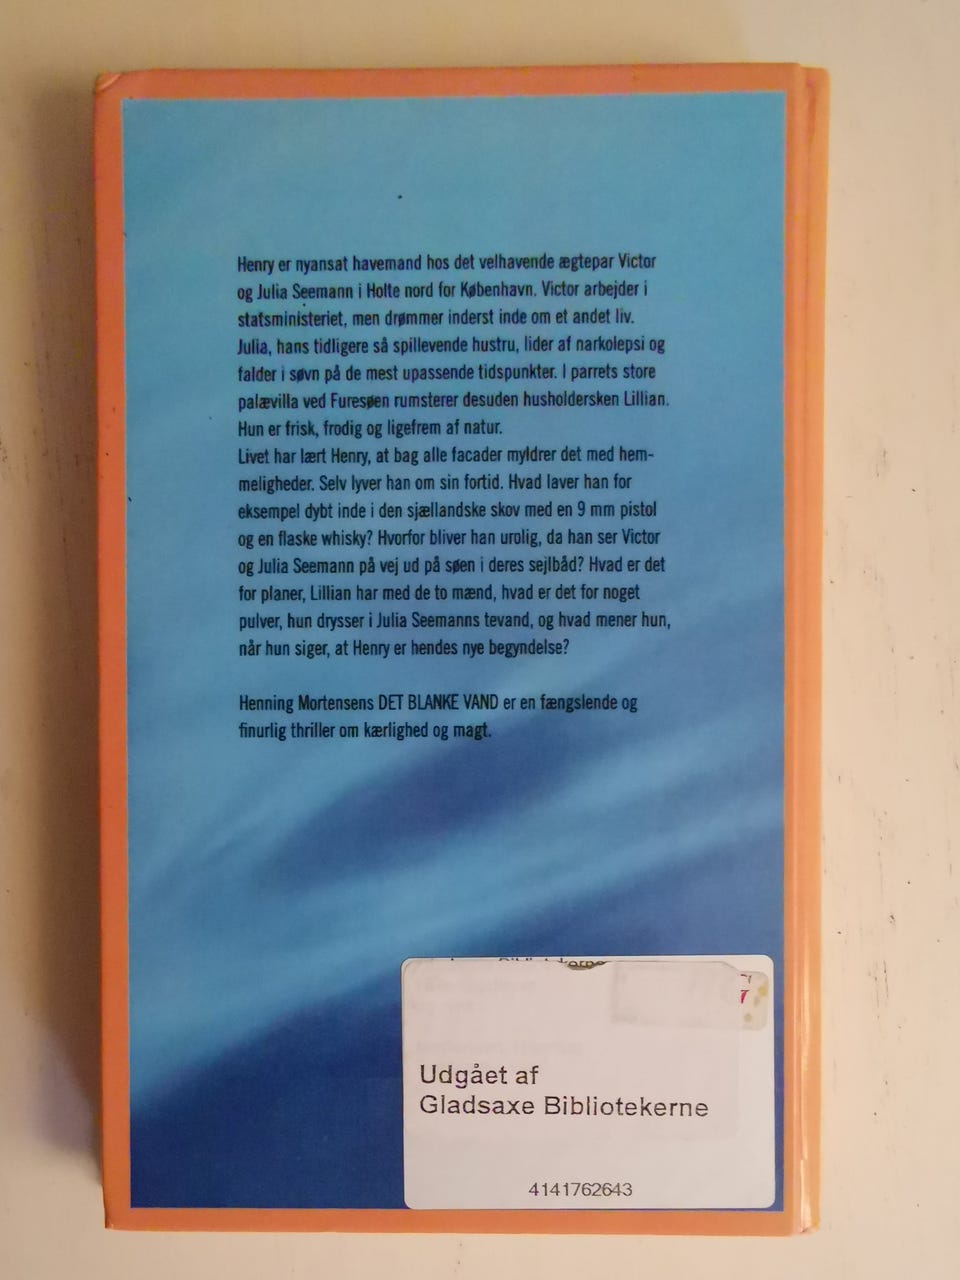 Henry er nyansat havemand hos det velhavende ægtepar Victor
og Julia Seemann i Holte nord for København. Victor arbejder i
statsministeriet, men drømmer inderst inde om et andet liv.
Julia, hans tidligere så spillevende hustru, lider af narkolepsi og
falder i søvn på de mest upassende tidspunkter. I parrets store
palævilla ved Furesøen rumsterer desuden husholdersken Lillian.
Hun er frisk, frodig og ligefrem af natur.
Livet har lært Henry, at bag alle facader myldrer det med hem-
meligheder. Selv lyver han om sin fortid. Hvad laver han for
eksempel dybt inde i den sjællandske skov med en 9 mm pistol
og en flaske whisky? Hvorfor bliver han urolig, da han ser Victor
og Julia Seemann på vej ud på søen i deres sejlbåd? Hvad er det
for planer, Lillian har med de to mænd, hvad er det for noget
pulver, hun drysser i Julia Seemanns tevand, og hvad mener hun,
når hun siger, at Henry er hendes nye begyndelse?
Henning Mortensens DET BLANKE VAND er en fængslende og
finurlig thriller om kærlighed og magt.
7
Udgået af
Gladsaxe Bibliotekerne
4141762643